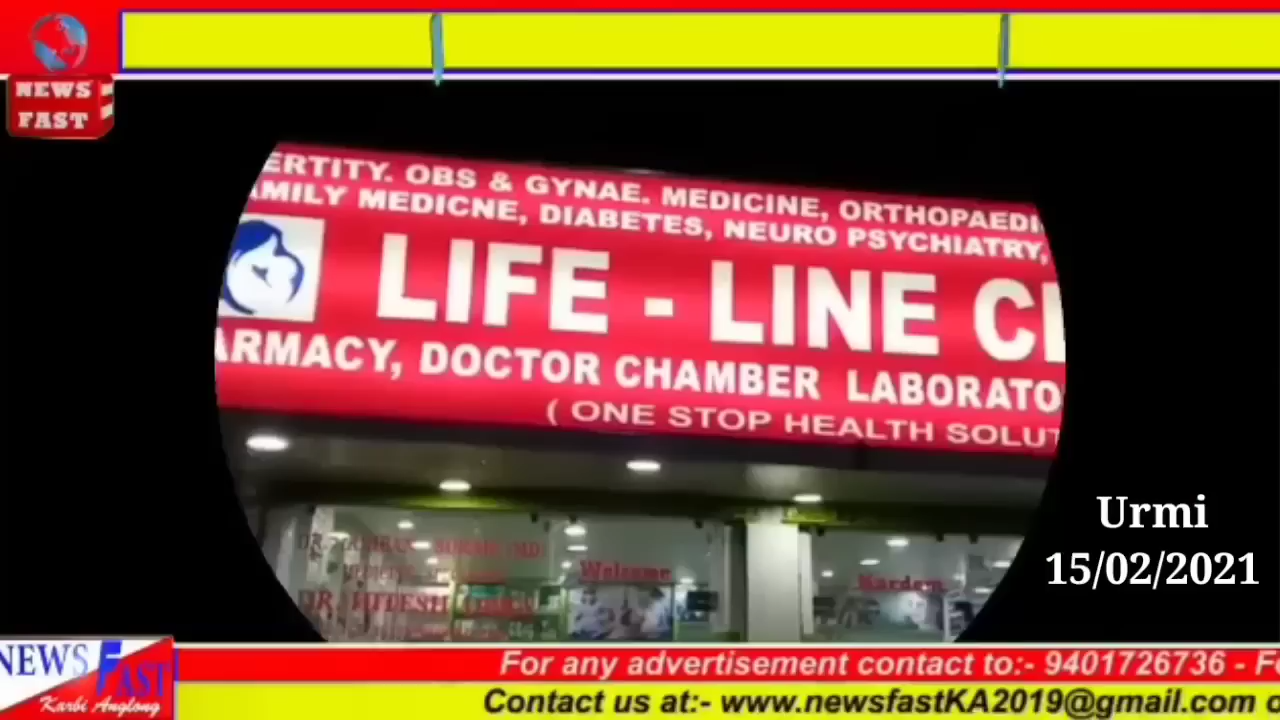 NEWS
FAST
ERTITY. OBS & GYNAE. MEDICINE, ORTHOPAEDI
AMILY MEDICNE, DIABETES, NEURO PSYCHIATRY,
LIFE - LINE CL
ARMACY, DOCTOR CHAMBER LABORATO
( ONE STOP HEALTH SOLUT
Welcome
Kardom
Urmi
15/02/2021
NEWS FAST
Karbi Anglong
For any advertisement contact to:- 9401726736 - Fo
Contact us at:- www.newsfastKA2019@gmail.com o